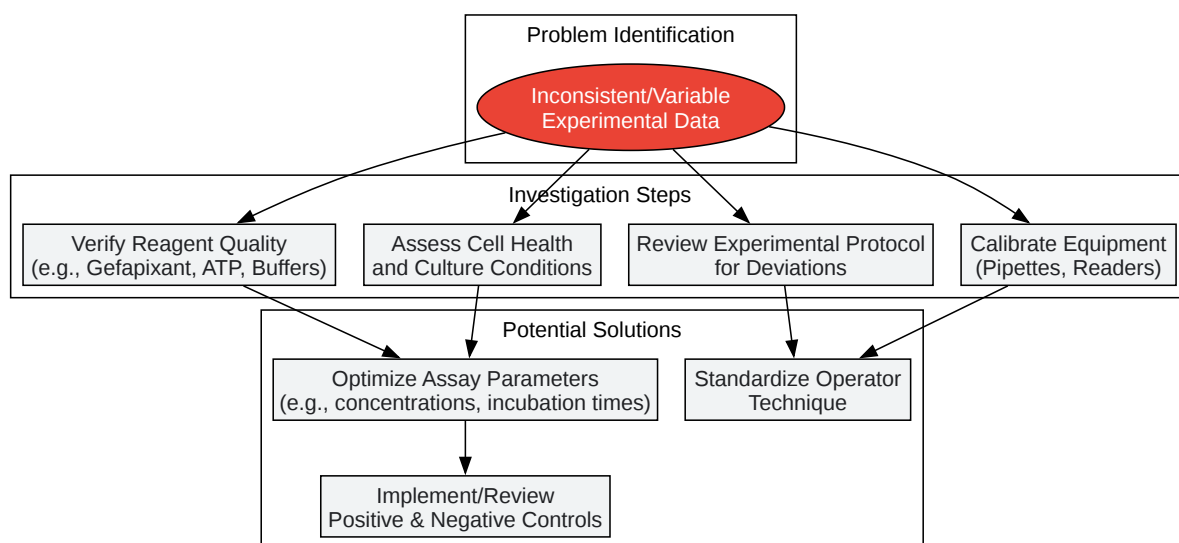 Problem Identification
Inconsistent/Variable
Experimental Data
Investigation Steps
Verify Reagent Quality
(e.g., Gefapixant, ATP, Buffers)
Assess Cell Health
and Culture Conditions
Review Experimental Protocol
for Deviations
Calibrate Equipment
(Pipettes, Readers)
Potential Solutions
Optimize Assay Parameters
(e.g., concentrations, incubation times)
Standardize Operator
Technique
Implement/Review
Positive & Negative Controls